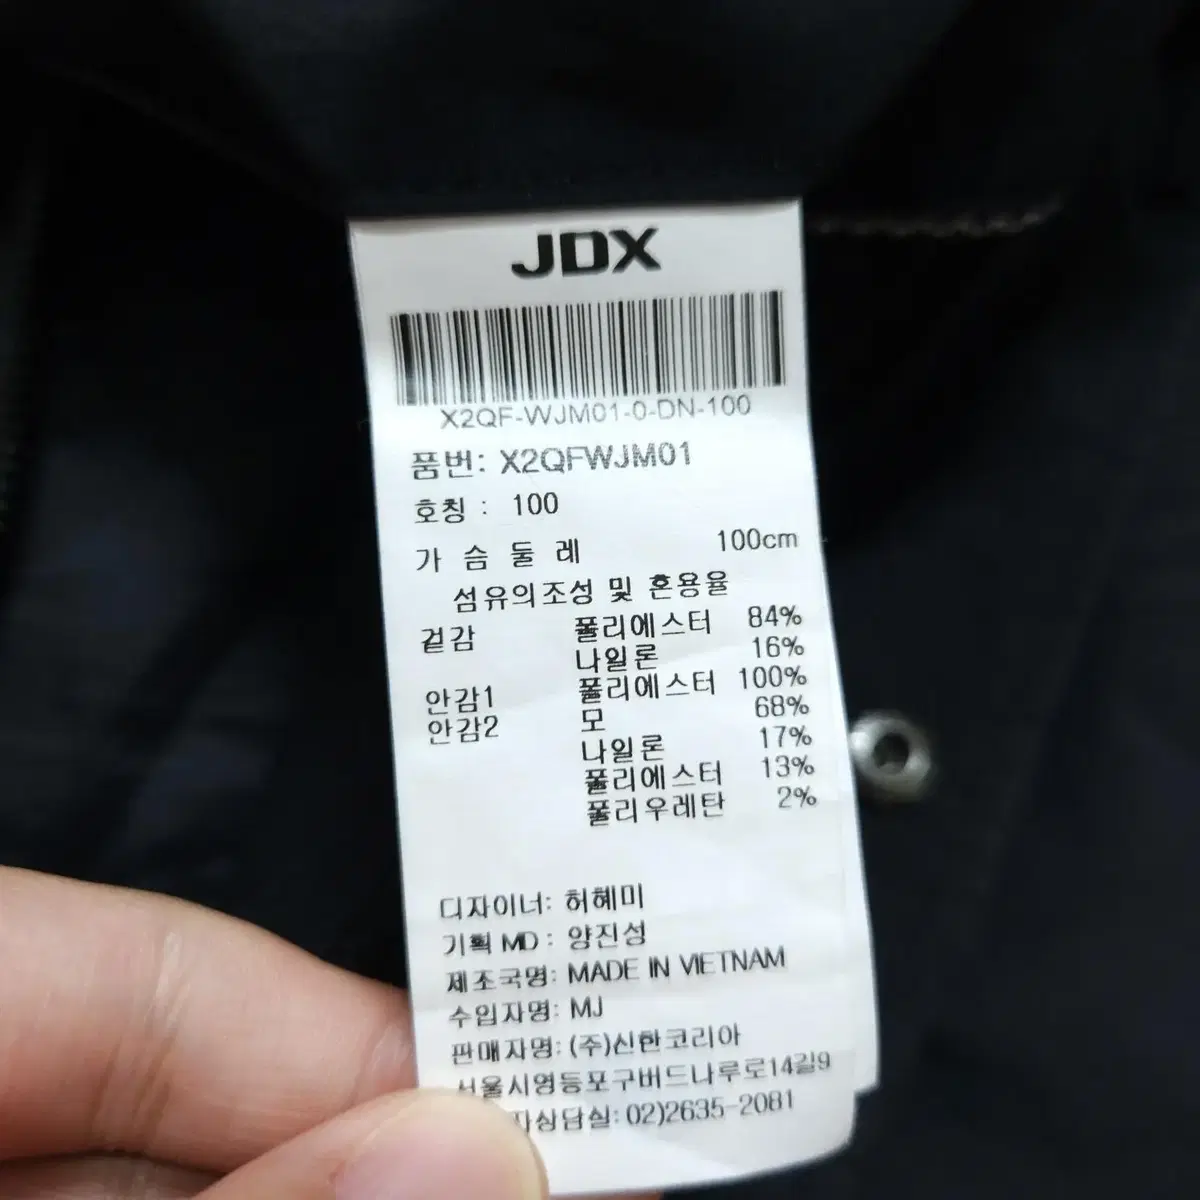 JDX
X2QF-WJM01-0-DN-100
품번: X2QFWJM01
호칭 : 100
가 슴 둘 레 100cm
섬유의조성 및 혼용율
겉감 폴리에스터 84%
나일론 16%
안감1 폴리에스터 100%
안감2 모 68%
나일론 17%
폴리에스터 13%
폴리우레탄 2%
디자이너: 허혜미
기획 MD : 양진성
제조국명: MADE IN VIETNAM
수입자명: MJ
판매자명: (주)신한코리아
서울시영등포구버드나루로14길9
자상담실: 02)2635-2081